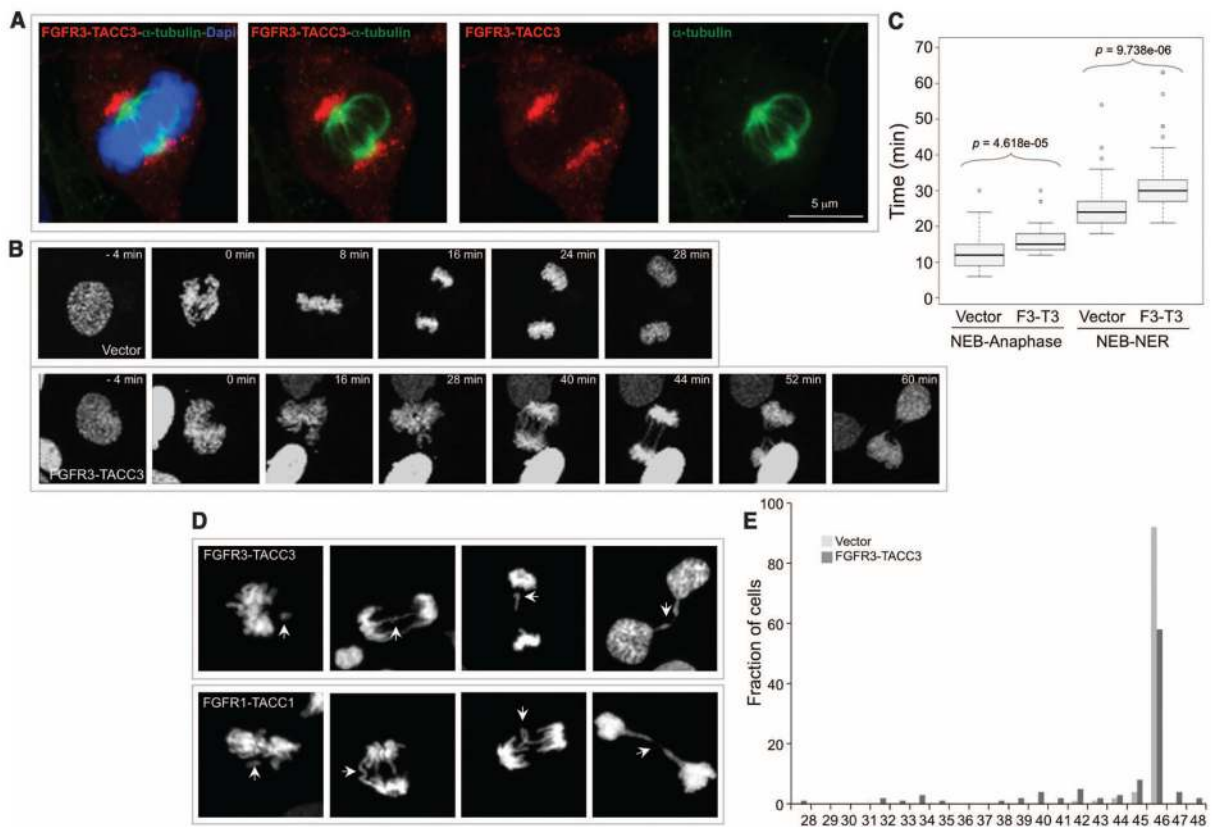 A
FGFR3-TACC3-α-tubulin-Dapi
FGFR3-TACC3-α-tubulin
FGFR3-TACC3
α-tubulin
5 μm
B
- 4 min
0 min
8 min
16 min
24 min
28 min
Vector
- 4 min
0 min
16 min
28 min
40 min
44 min
52 min
60 min
FGFR3-TACC3
C
Time (min)
70
60
50
40
30
20
10
0
p = 4.618e-05
p = 9.738e-06
Vector F3-T3 Vector F3-T3
NEB-Anaphase NEB-NER
D
FGFR3-TACC3
FGFR1-TACC1
E
Fraction of cells
100
80
60
40
20
0
Vector
FGFR3-TACC3
28 29 30 31 32 33 34 35 36 37 38 39 40 41 42 43 44 45 46 47 48